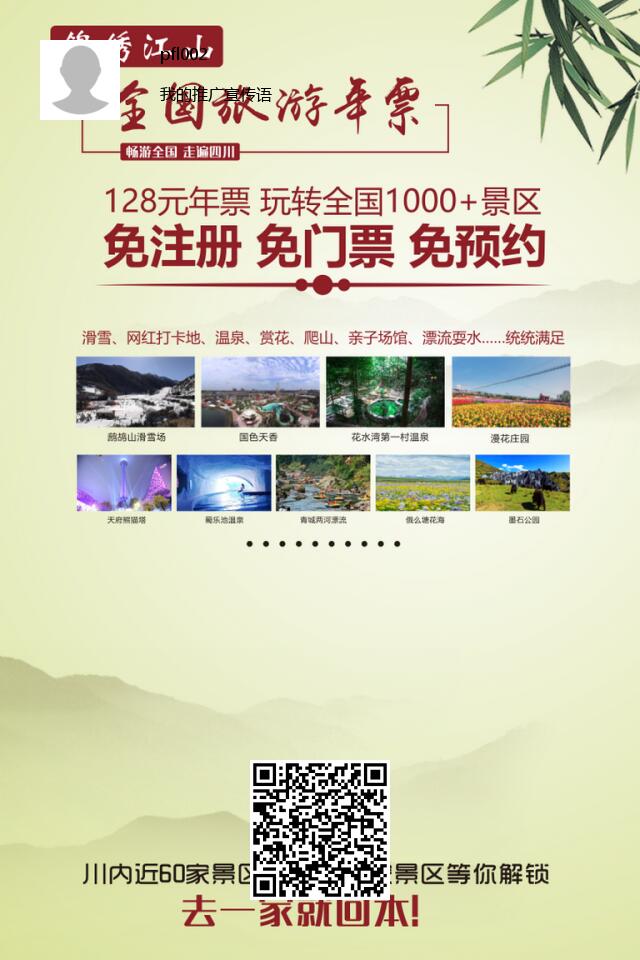 锦绣江山
pfl002
我的推广宣传语
全国旅游年票
畅游全国 走遍四川
128元年票 玩转全国1000+景区
免注册 免门票 免预约
滑雪、网红打卡地、温泉、赏花、爬山、亲子场馆、漂流耍水......统统满足
鹧鸪山滑雪场 国色天香 花水湾第一村温泉 漫花庄园
天府熊猫塔 蜀乐池温泉 青城两河漂流 俄么塘花海 墨石公园
川内近60家景区 景区等你解锁
去一家就回本!